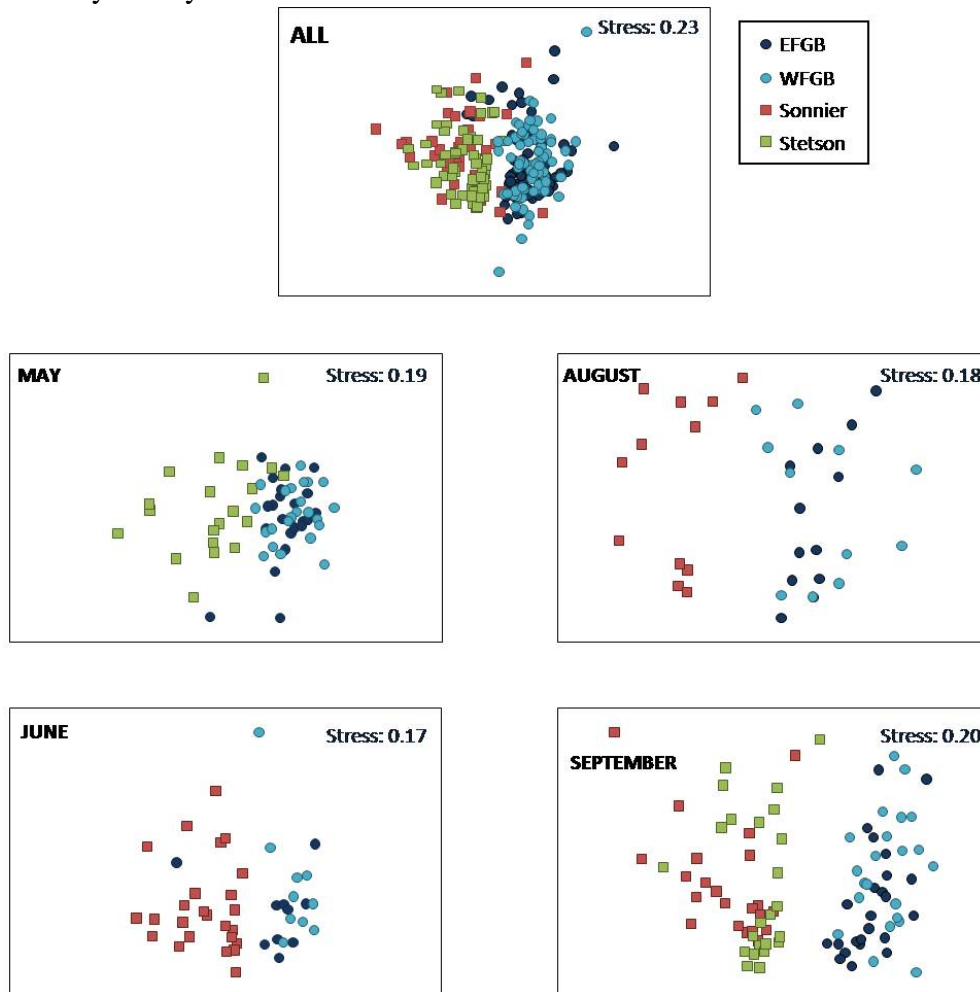 ALL
Stress: 0.23
EFGB
WFGB
Sonnier
Stetson
MAY
Stress: 0.19
AUGUST
Stress: 0.18
JUNE
Stress: 0.17
SEPTEMBER
Stress: 0.20